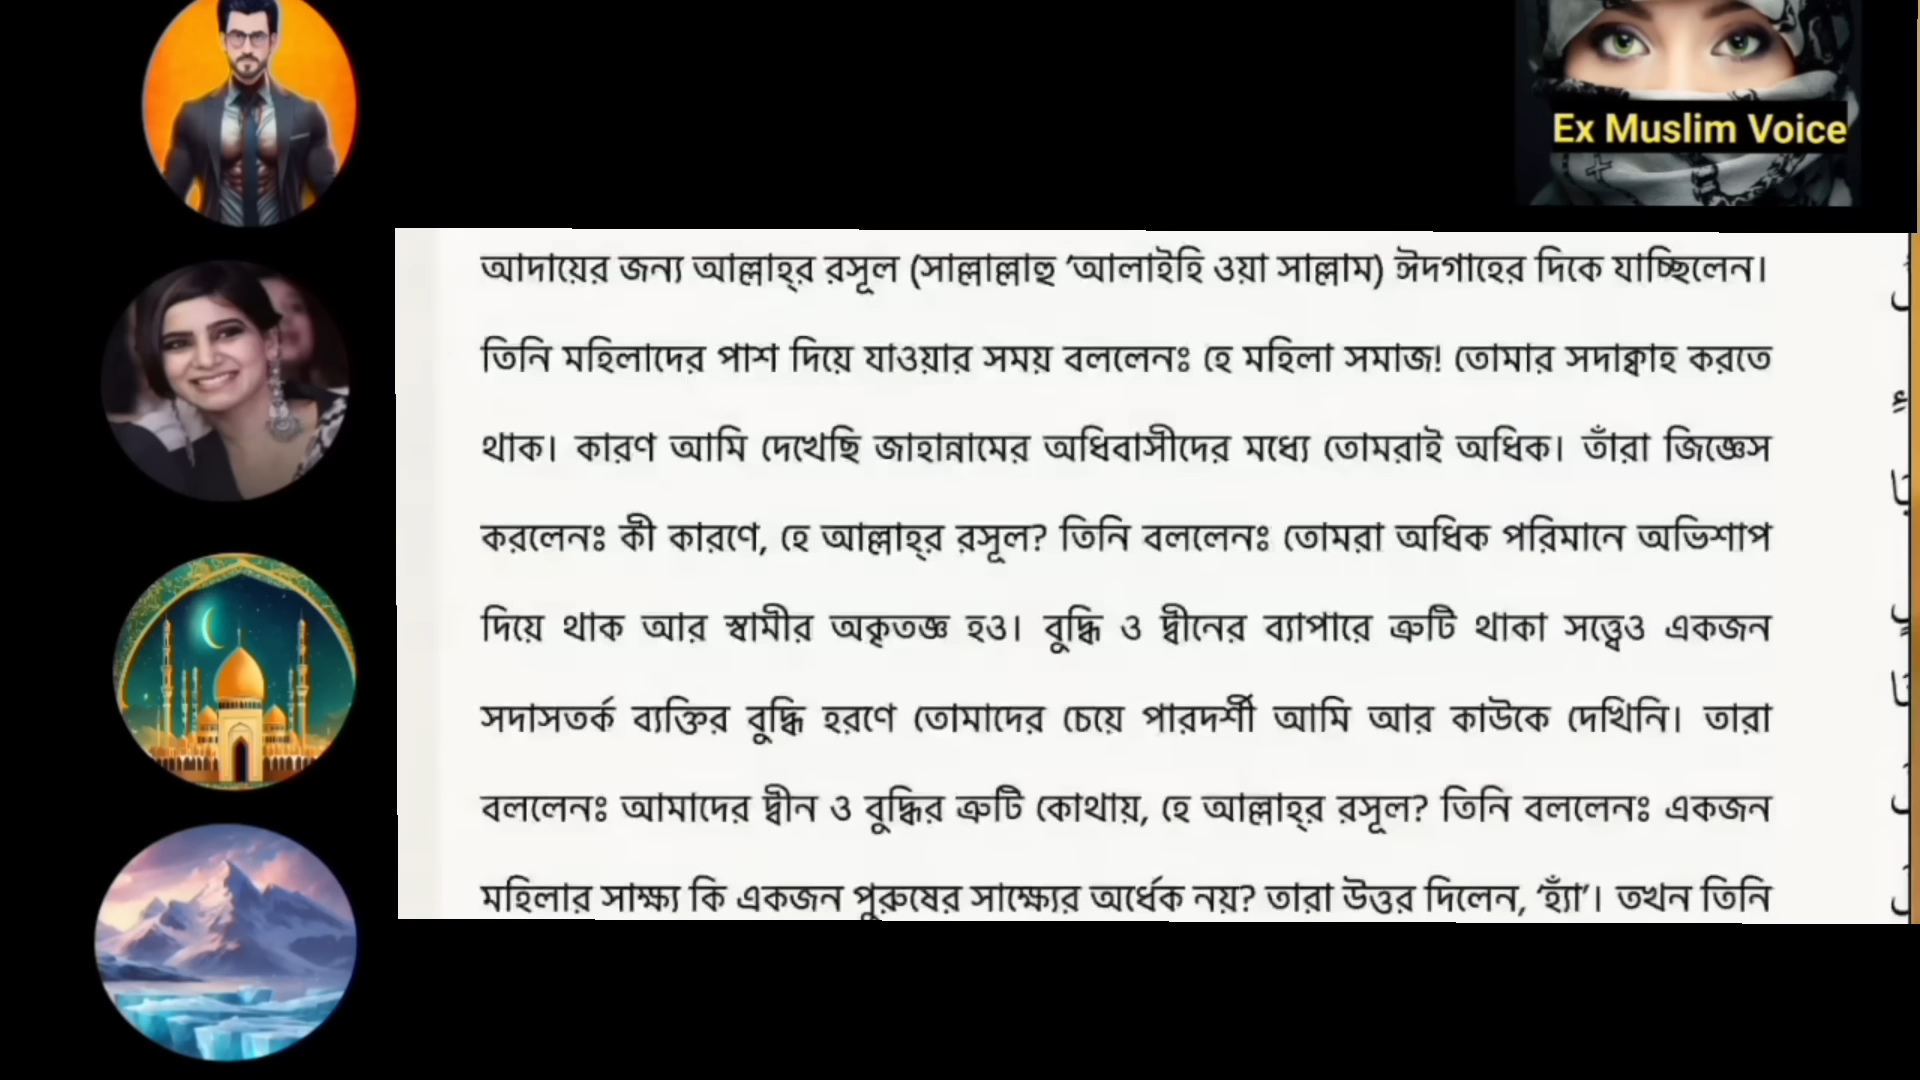 Ex Muslim Voice
আদায়ের জন্য আল্লাহ্‌র রসূল (সাল্লাল্লাহু ‘আলাইহি ওয়া সাল্লাম) ঈদগাহের দিকে যাচ্ছিলেন।
তিনি মহিলাদের পাশ দিয়ে যাওয়ার সময় বললেনঃ হে মহিলা সমাজ! তোমার সদাক্বাহ করতে
থাক। কারণ আমি দেখেছি জাহান্নামের অধিবাসীদের মধ্যে তোমরাই অধিক। তাঁরা জিজ্ঞেস
করলেনঃ কী কারণে, হে আল্লাহ্‌র রসূল? তিনি বললেনঃ তোমরা অধিক পরিমানে অভিশাপ
দিয়ে থাক আর স্বামীর অকৃতজ্ঞ হও। বুদ্ধি ও দ্বীনের ব্যাপারে ত্রুটি থাকা সত্ত্বেও একজন
সদাসতর্ক ব্যক্তির বুদ্ধি হরণে তোমাদের চেয়ে পারদর্শী আমি আর কাউকে দেখিনি। তারা
বললেনঃ আমাদের দ্বীন ও বুদ্ধির ত্রুটি কোথায়, হে আল্লাহ্‌র রসূল? তিনি বললেনঃ একজন
মহিলার সাক্ষ্য কি একজন পুরুষের সাক্ষ্যের অর্ধেক নয়? তারা উত্তর দিলেন, ‘হ্যাঁ’। তখন তিনি